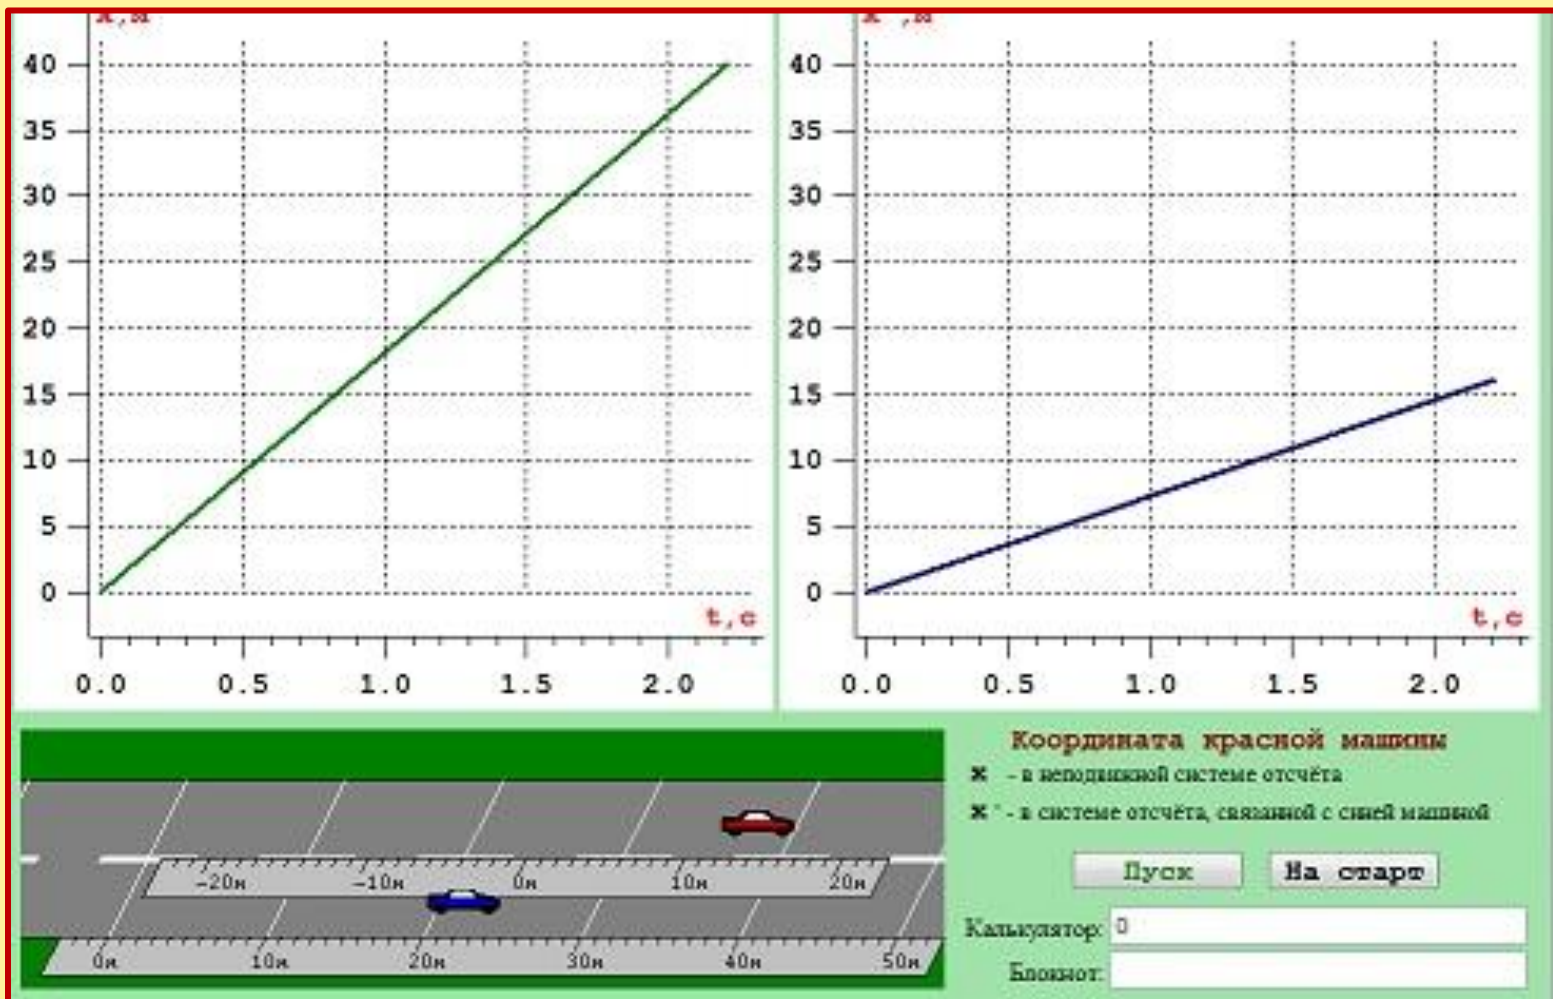 x,м
x',м
40
35
30
25
20
15
10
5
0
t,c
0.0 0.5 1.0 1.5 2.0
40
35
30
25
20
15
10
5
0
t,c
0.0 0.5 1.0 1.5 2.0
-20м -10м 0м 10м 20м
0м 10м 20м 30м 40м 50м
Координата красной машины
x - в неподвижной системе отсчёта
x' - в системе отсчёта, связанной с синей машиной
Пуск На старт
Калькулятор: 0
Блокнот: